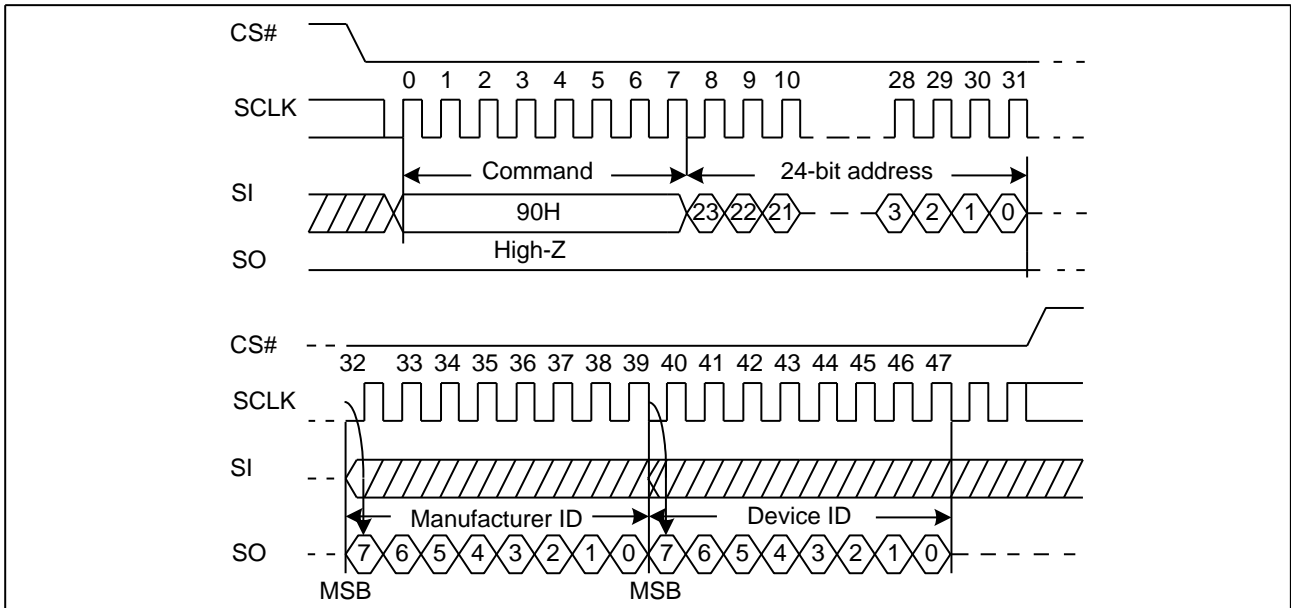 CS#
0 1 2 3 4 5 6 7 8 9 10 28 29 30 31
SCLK
Command 24-bit address
SI
90H 23 22 21 3 2 1 0
High-Z
SO
CS#
32 33 34 35 36 37 38 39 40 41 42 43 44 45 46 47
SCLK
SI
Manufacturer ID Device ID
SO 7 6 5 4 3 2 1 0 7 6 5 4 3 2 1 0
MSB MSB